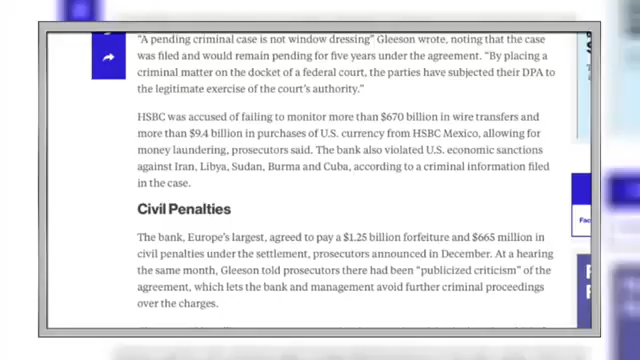 "A pending criminal case is not window dressing" Gleeson wrote, noting that the case
was filed and would remain pending for five years under the agreement. "By placing a
criminal matter on the docket of a federal court, the parties have subjected their DPA to
the legitimate exercise of the court's authority."
HSBC was accused of failing to monitor more than $670 billion in wire transfers and
more than $9.4 billion in purchases of U.S. currency from HSBC Mexico, allowing for
money laundering, prosecutors said. The bank also violated U.S. economic sanctions
against Iran, Libya, Sudan, Burma and Cuba, according to a criminal information filed
in the case.
Civil Penalties
The bank, Europe's largest, agreed to pay a $1.25 billion forfeiture and $665 million in
civil penalties under the settlement, prosecutors announced in December. At a hearing
the same month, Gleeson told prosecutors there had been "publicized criticism" of the
agreement, which lets the bank and management avoid further criminal proceedings
over the charges.